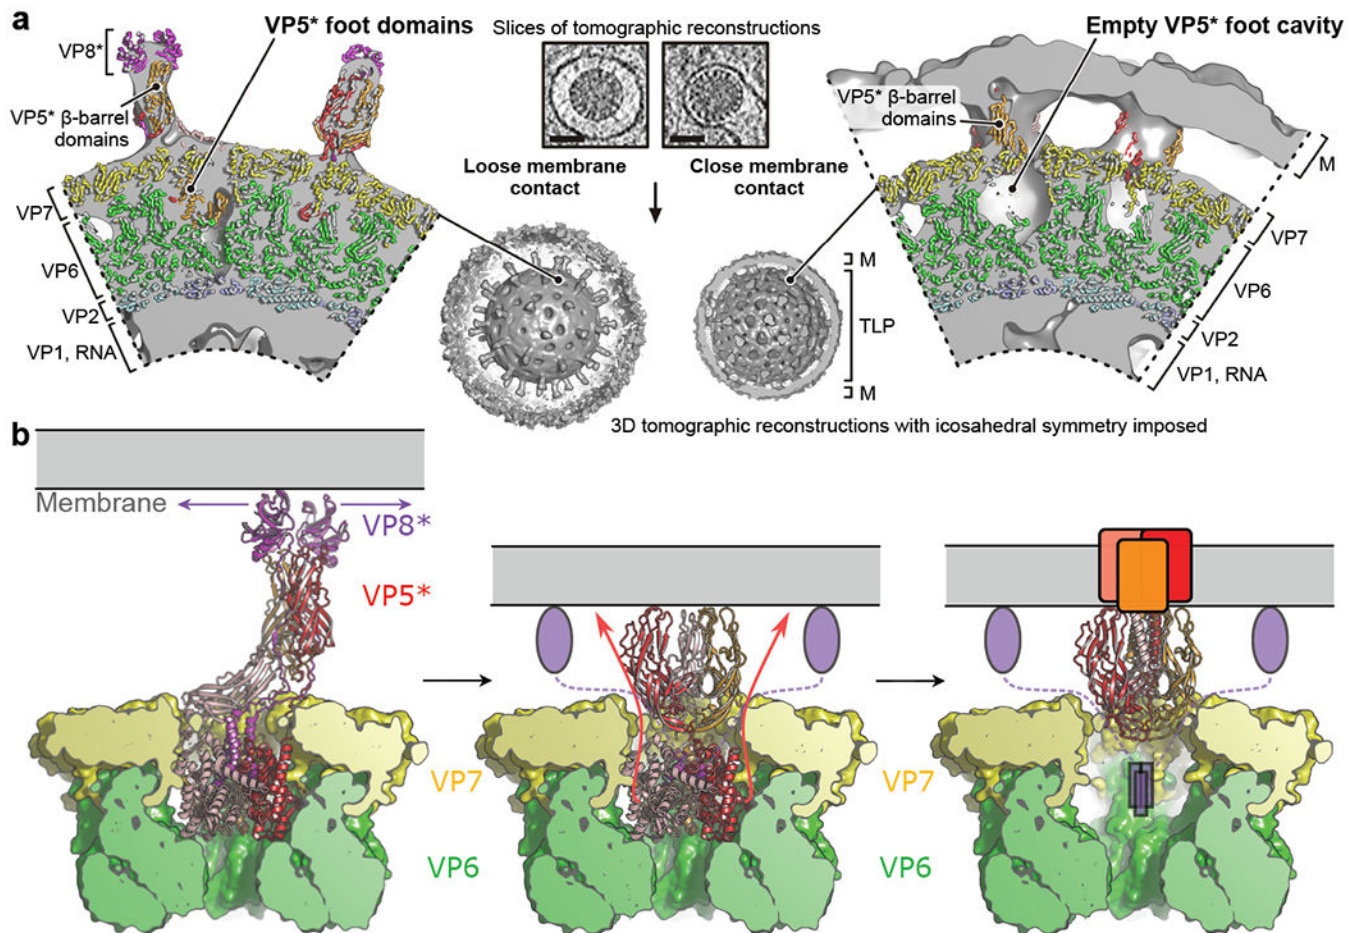 a
VP5* foot domains
VP8*
VP5* β-barrel
domains
VP7
VP6
VP2
VP1, RNA
Slices of tomographic reconstructions
Loose membrane
contact
Close membrane
contact
M
TLP
M
3D tomographic reconstructions with icosahedral symmetry imposed
Empty VP5* foot cavity
VP5* β-barrel
domains
M
VP7
VP6
VP2
VP1, RNA
b
Membrane
VP8*
VP5*
VP7
VP6
VP7
VP6